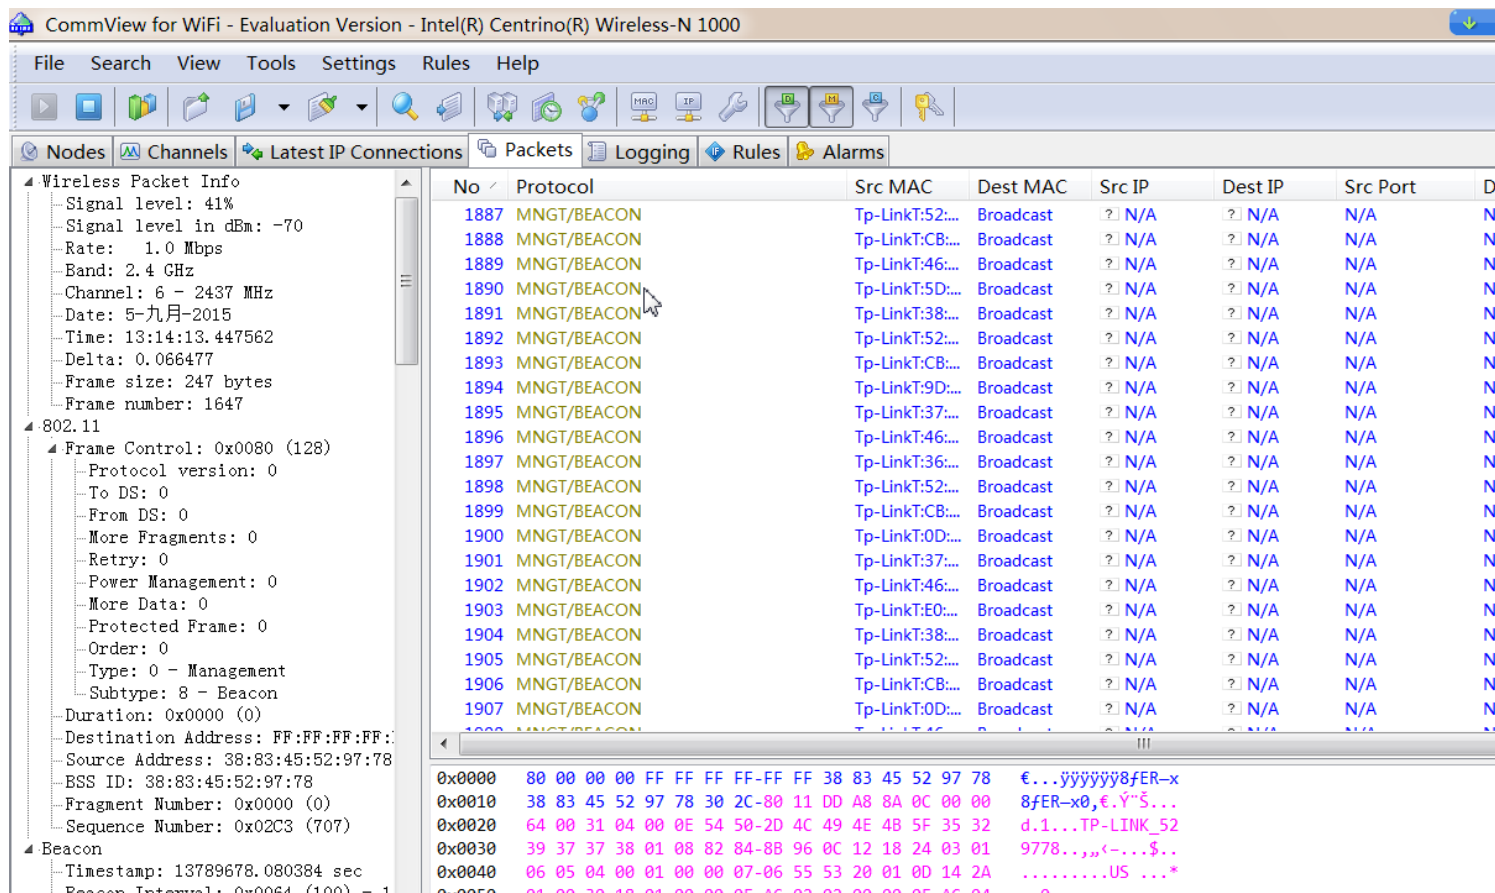 CommView for WiFi - Evaluation Version - Intel(R) Centrino(R) Wireless-N 1000
File Search View Tools Settings Rules Help
MAC IP D M C
Nodes Channels Latest IP Connections Packets Logging Rules Alarms
Wireless Packet Info
Signal level: 41%
Signal level in dBm: -70
Rate: 1.0 Mbps
Band: 2.4 GHz
Channel: 6 - 2437 MHz
Date: 5-九月-2015
Time: 13:14:13.447562
Delta: 0.066477
Frame size: 247 bytes
Frame number: 1647
802.11
Frame Control: 0x0080 (128)
Protocol version: 0
To DS: 0
From DS: 0
More Fragments: 0
Retry: 0
Power Management: 0
More Data: 0
Protected Frame: 0
Order: 0
Type: 0 - Management
Subtype: 8 - Beacon
Duration: 0x0000 (0)
Destination Address: FF:FF:FF:FF:
Source Address: 38:83:45:52:97:78
BSS ID: 38:83:45:52:97:78
Fragment Number: 0x0000 (0)
Sequence Number: 0x02C3 (707)
Beacon
Timestamp: 13789678.080384 sec
Beacon Interval: 0x0064 (100) - 1
No Protocol Src MAC Dest MAC Src IP Dest IP Src Port D
1887 MNGT/BEACON Tp-LinkT:52:... Broadcast ? N/A ? N/A N/A N
1888 MNGT/BEACON Tp-LinkT:CB:... Broadcast ? N/A ? N/A N/A N
1889 MNGT/BEACON Tp-LinkT:46:... Broadcast ? N/A ? N/A N/A N
1890 MNGT/BEACON Tp-LinkT:5D:... Broadcast ? N/A ? N/A N/A N
1891 MNGT/BEACON Tp-LinkT:38:... Broadcast ? N/A ? N/A N/A N
1892 MNGT/BEACON Tp-LinkT:52:... Broadcast ? N/A ? N/A N/A N
1893 MNGT/BEACON Tp-LinkT:CB:... Broadcast ? N/A ? N/A N/A N
1894 MNGT/BEACON Tp-LinkT:9D:... Broadcast ? N/A ? N/A N/A N
1895 MNGT/BEACON Tp-LinkT:37:... Broadcast ? N/A ? N/A N/A N
1896 MNGT/BEACON Tp-LinkT:46:... Broadcast ? N/A ? N/A N/A N
1897 MNGT/BEACON Tp-LinkT:36:... Broadcast ? N/A ? N/A N/A N
1898 MNGT/BEACON Tp-LinkT:52:... Broadcast ? N/A ? N/A N/A N
1899 MNGT/BEACON Tp-LinkT:CB:... Broadcast ? N/A ? N/A N/A N
1900 MNGT/BEACON Tp-LinkT:0D:... Broadcast ? N/A ? N/A N/A N
1901 MNGT/BEACON Tp-LinkT:37:... Broadcast ? N/A ? N/A N/A N
1902 MNGT/BEACON Tp-LinkT:46:... Broadcast ? N/A ? N/A N/A N
1903 MNGT/BEACON Tp-LinkT:E0:... Broadcast ? N/A ? N/A N/A N
1904 MNGT/BEACON Tp-LinkT:38:... Broadcast ? N/A ? N/A N/A N
1905 MNGT/BEACON Tp-LinkT:52:... Broadcast ? N/A ? N/A N/A N
1906 MNGT/BEACON Tp-LinkT:CB:... Broadcast ? N/A ? N/A N/A N
1907 MNGT/BEACON Tp-LinkT:0D:... Broadcast ? N/A ? N/A N/A N
0x0000 80 00 00 00 FF FF FF FF-FF FF 38 83 45 52 97 78 €...ÿÿÿÿÿÿ8ƒER—x
0x0010 38 83 45 52 97 78 30 2C-80 11 DD A8 8A 0C 00 00 8ƒER—x0,€.Ý¨Š...
0x0020 64 00 31 04 00 0E 54 50-2D 4C 49 4E 4B 5F 35 32 d.1...TP-LINK_52
0x0030 39 37 37 38 01 08 82 84-8B 96 0C 12 18 24 03 01 9778..‚„‹–...$..
0x0040 06 05 04 00 01 00 00 07-06 55 53 20 01 0D 14 2A .........US ...*